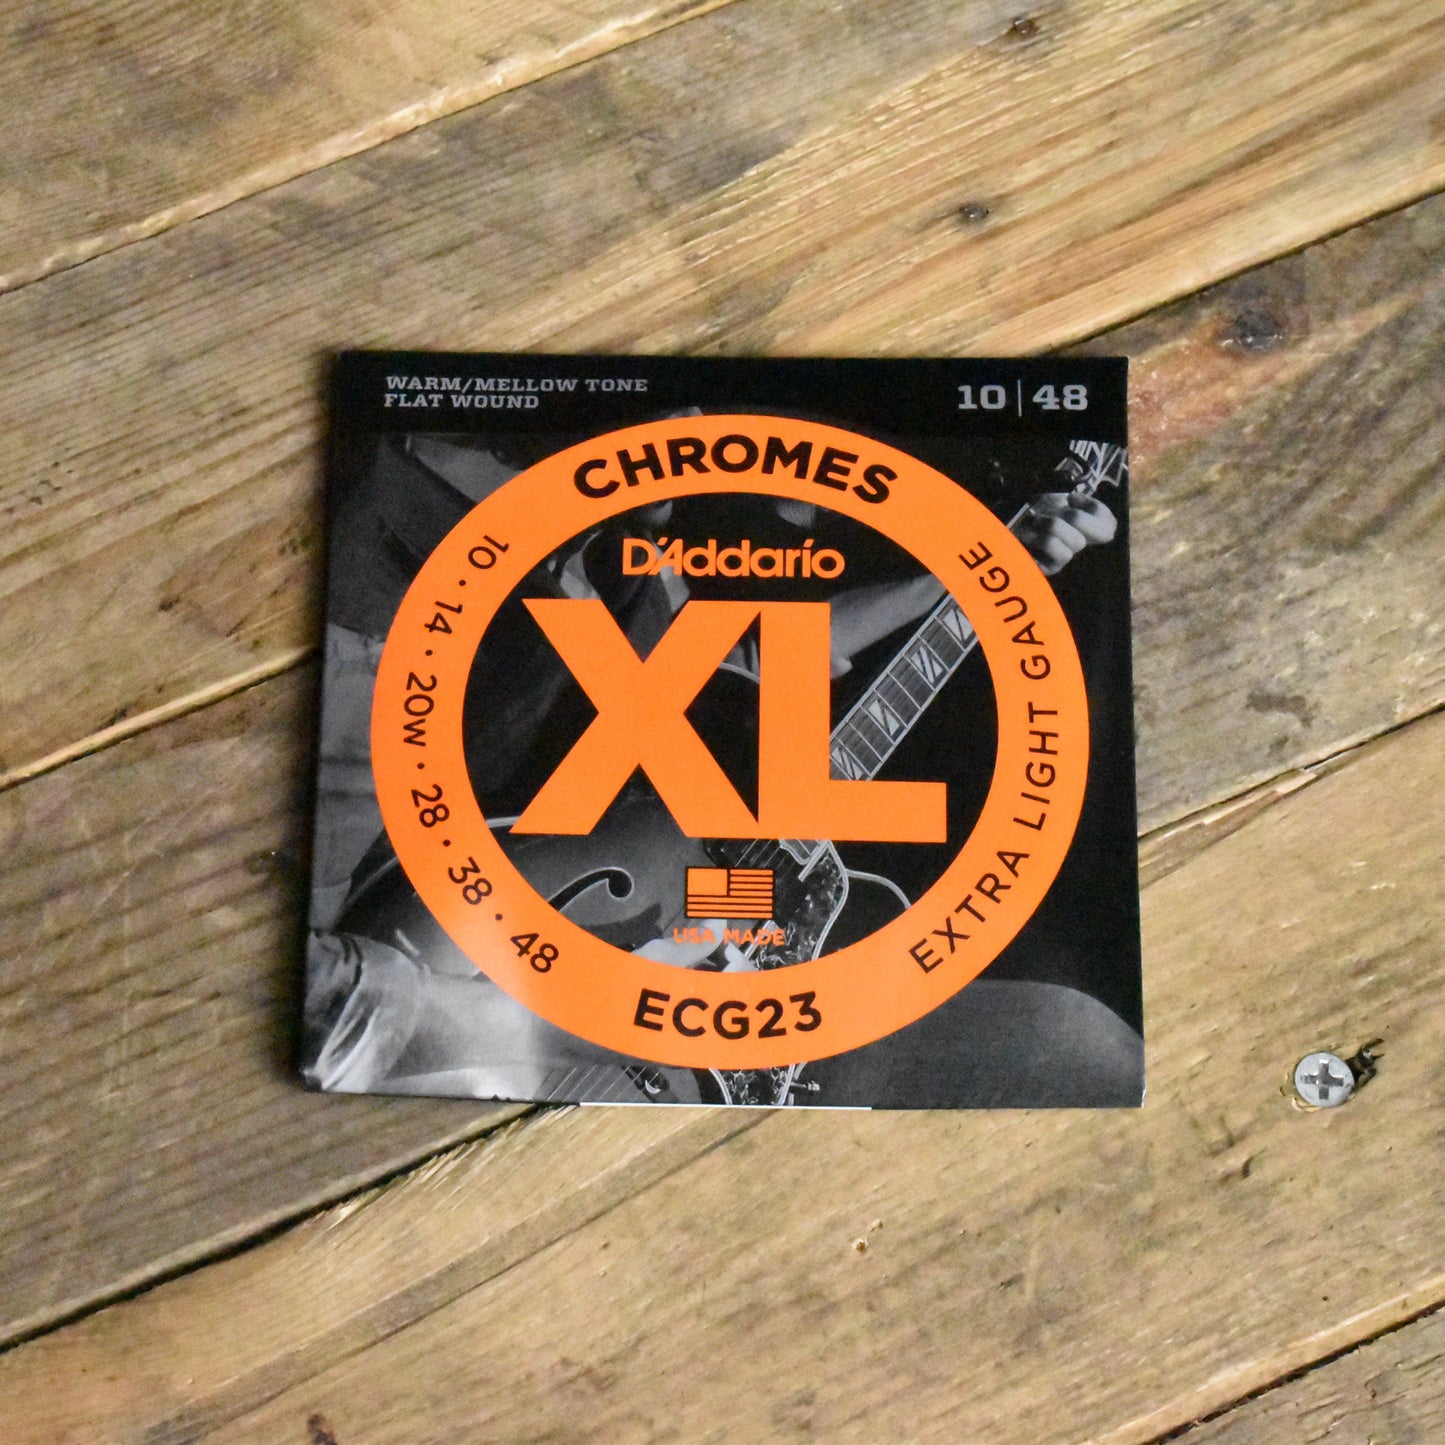 WARM/MELLOW TONE
FLAT WOUND
10 | 48
CHROMES
D'Addario
XL
10 · 14 · 20w · 28 · 38 · 48
EXTRA LIGHT GAUGE
USA MADE
ECG23